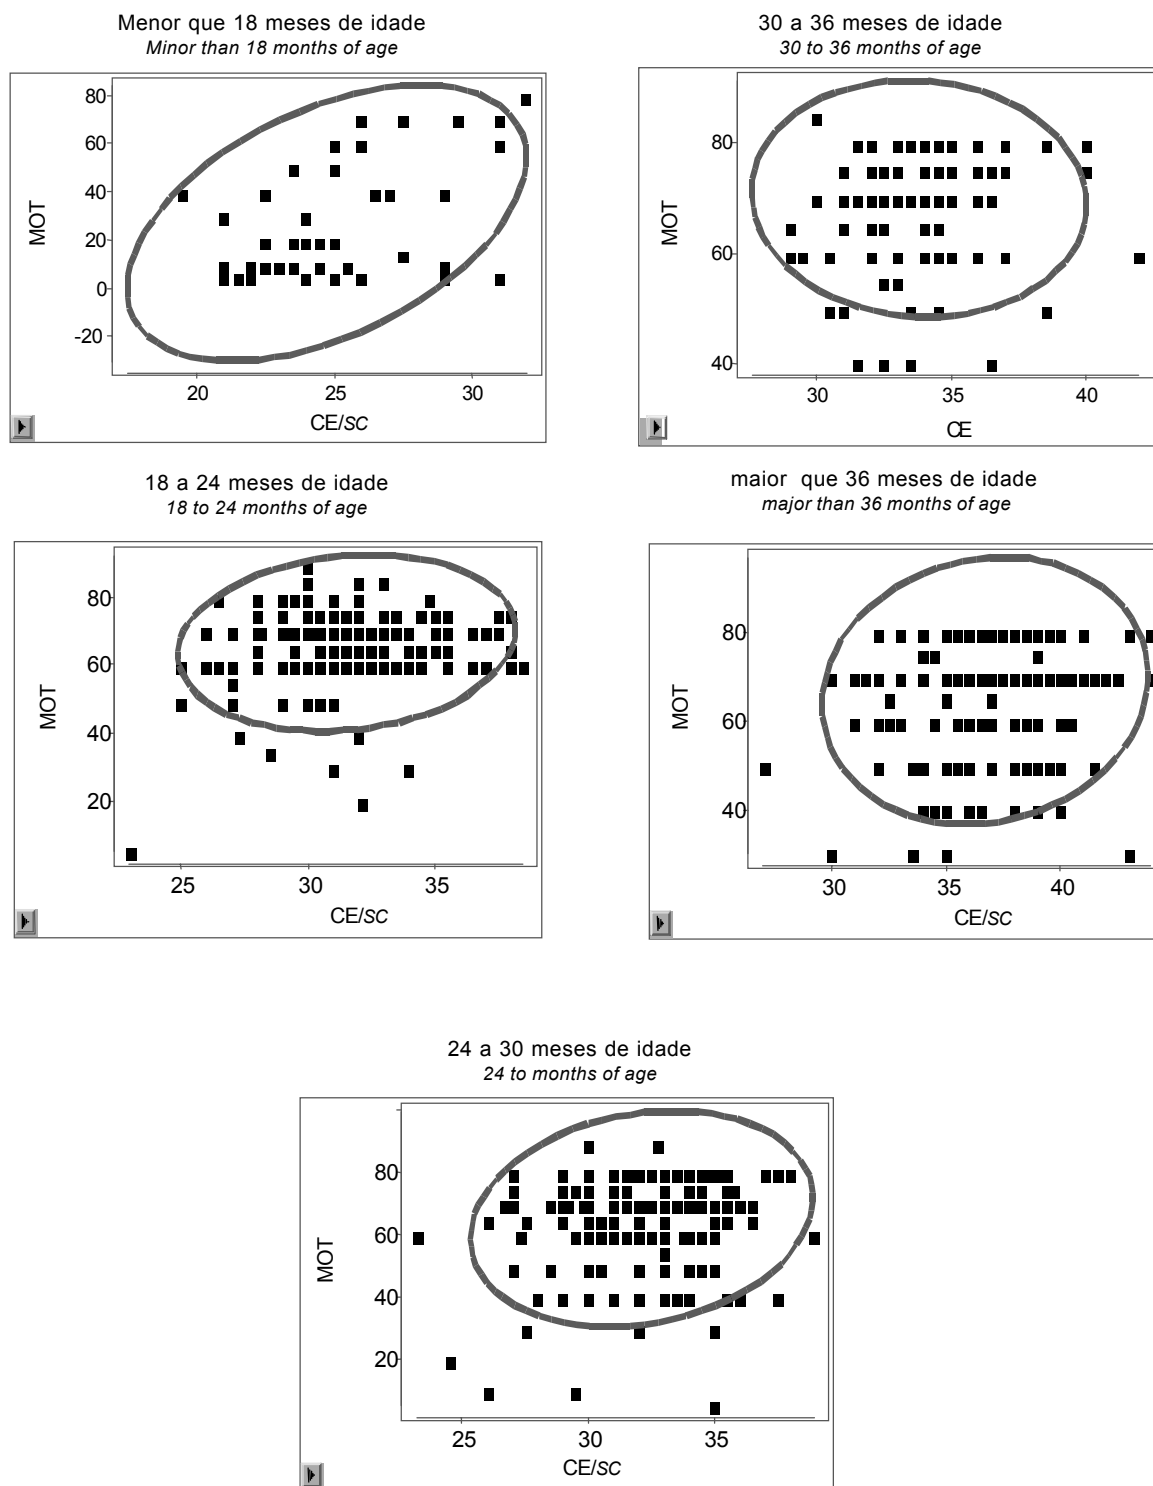 Menor que 18 meses de idade
Minor than 18 months of age
80
60
40
20
0
-20
MOT
20
25
30
CE/SC
30 a 36 meses de idade
30 to 36 months of age
80
60
40
MOT
30
35
40
CE
18 a 24 meses de idade
18 to 24 months of age
80
60
40
20
MOT
25
30
35
CE/SC
maior que 36 meses de idade
major than 36 months of age
80
60
40
MOT
30
35
40
CE/SC
24 a 30 meses de idade
24 to months of age
80
60
40
20
MOT
25
30
35
CE/SC